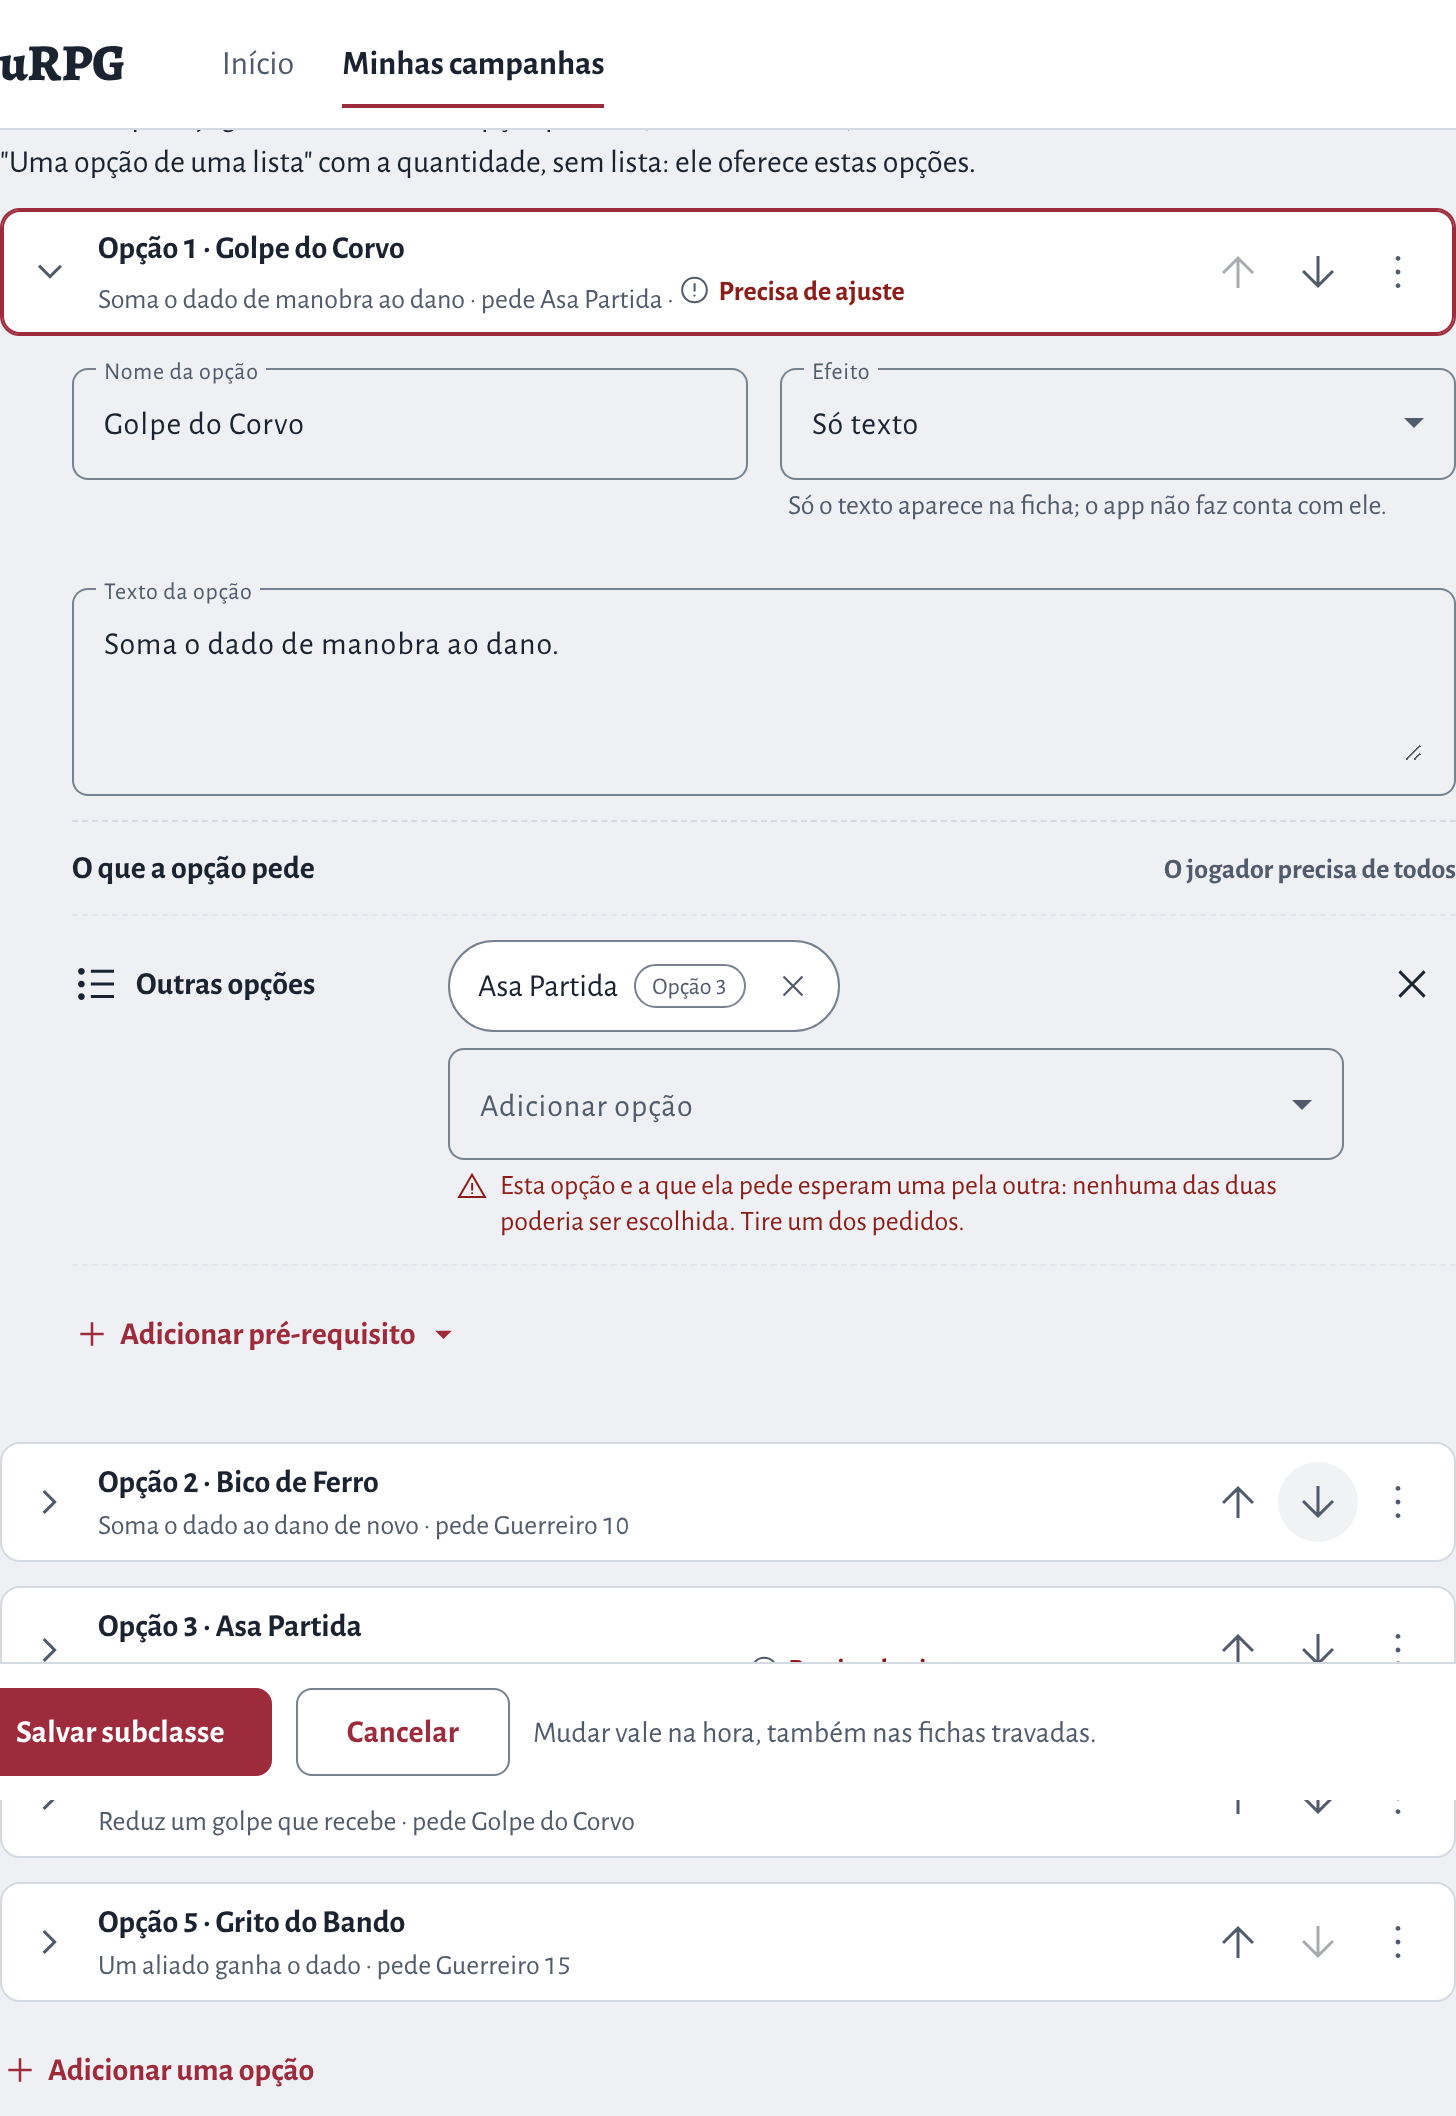 uRPG
Início
Minhas campanhas
"Uma opção de uma lista" com a quantidade, sem lista: ele oferece estas opções.
Opção 1 · Golpe do Corvo
Soma o dado de manobra ao dano · pede Asa Partida · Precisa de ajuste
Nome da opção
Golpe do Corvo
Efeito
Só texto
Só o texto aparece na ficha; o app não faz conta com ele.
Texto da opção
Soma o dado de manobra ao dano.
O que a opção pede
O jogador precisa de todos
Outras opções
Asa Partida
Opção 3
Adicionar opção
Esta opção e a que ela pede esperam uma pela outra: nenhuma das duas
poderia ser escolhida. Tire um dos pedidos.
Adicionar pré-requisito
Opção 2 · Bico de Ferro
Soma o dado ao dano de novo · pede Guerreiro 10
Opção 3 · Asa Partida
Salvar subclasse
Cancelar
Mudar vale na hora, também nas fichas travadas.
Reduz um golpe que recebe · pede Golpe do Corvo
Opção 5 · Grito do Bando
Um aliado ganha o dado · pede Guerreiro 15
Adicionar uma opção